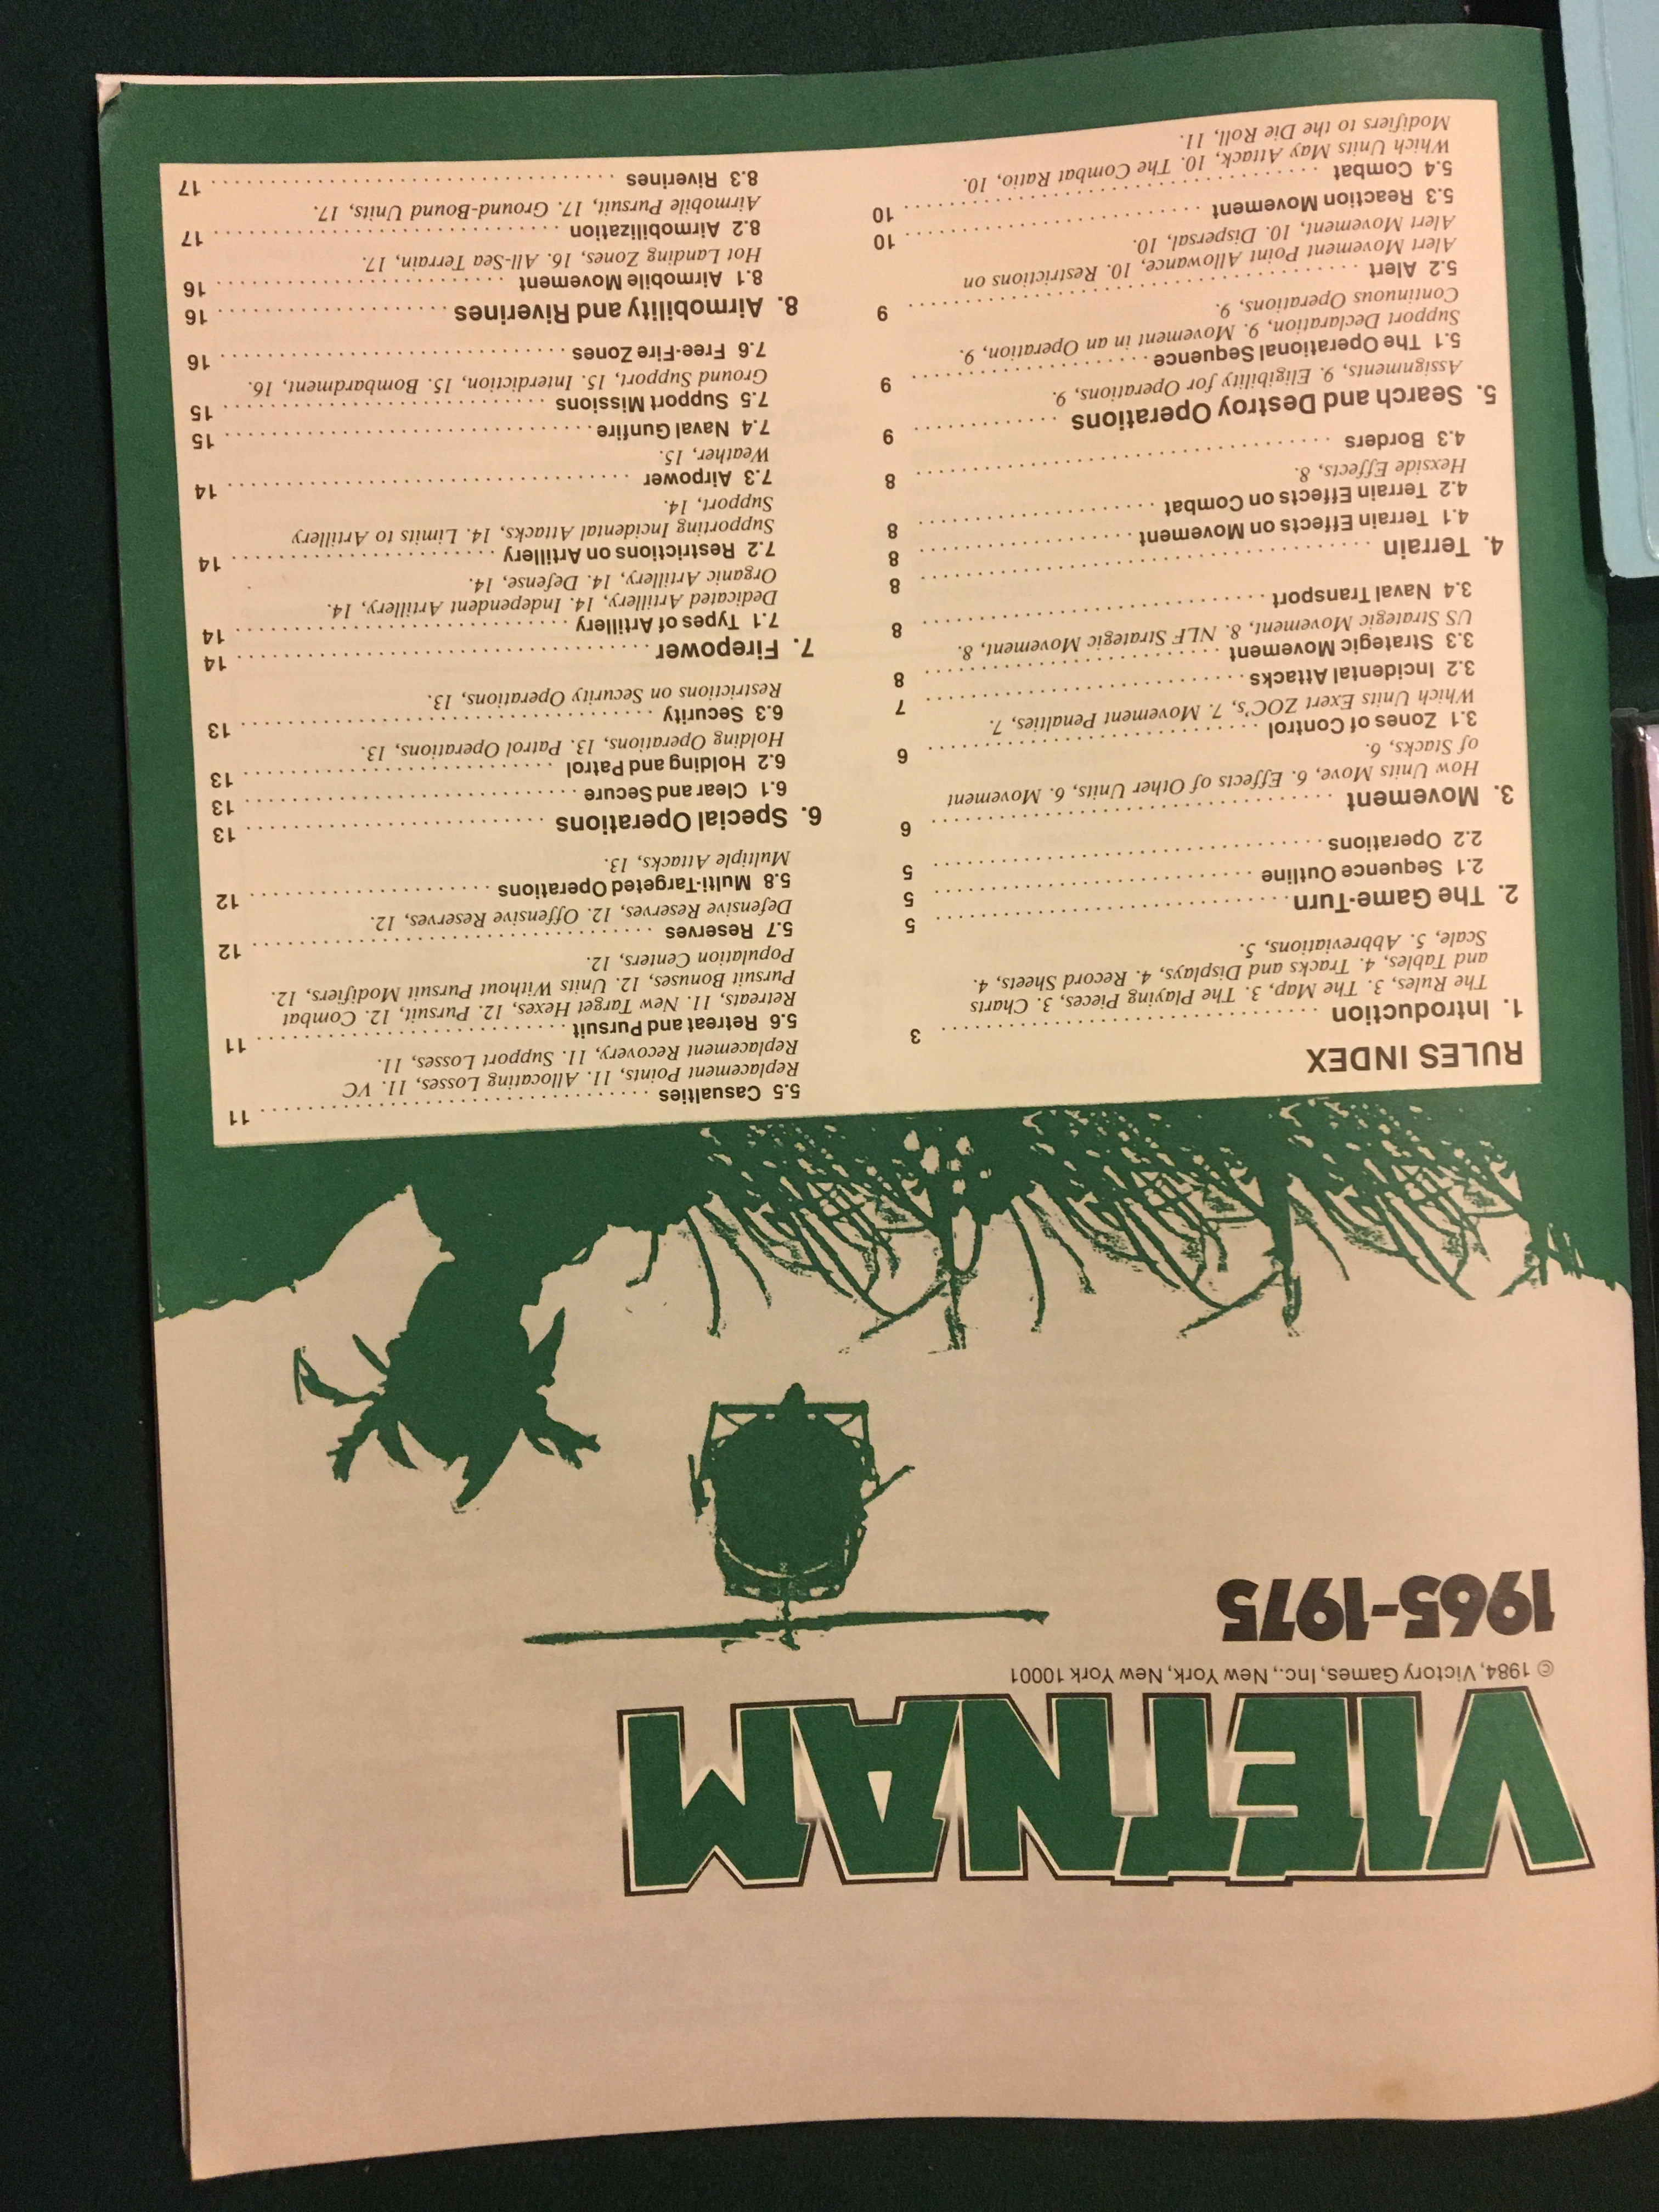 VIETNAM
© 1984, Victory Games, Inc., New York, New York 10001
1965-1975
RULES INDEX
1. Introduction . . . . . . . . . . . . . . . . . . . . 3
The Rules, 3. The Map, 3. The Playing Pieces, 3. Charts
and Tables, 4. Tracks and Displays, 4. Record Sheets, 4.
Scale, 5. Abbreviations, 5.
2. The Game-Turn . . . . . . . . . . . . . . . . . . . . 5
2.1 Sequence Outline . . . . . . . . . . . . . . . . . . . . 5
2.2 Operations . . . . . . . . . . . . . . . . . . . . 5
3. Movement . . . . . . . . . . . . . . . . . . . . 6
How Units Move, 6. Effects of Other Units, 6. Movement
of Stacks, 6.
3.1 Zones of Control . . . . . . . . . . . . . . . . . . . . 6
Which Units Exert ZOC's, 7. Movement Penalties, 7.
3.2 Incidental Attacks . . . . . . . . . . . . . . . . . . . . 7
3.3 Strategic Movement . . . . . . . . . . . . . . . . . . . . 8
US Strategic Movement, 8. NLF Strategic Movement, 8.
3.4 Naval Transport . . . . . . . . . . . . . . . . . . . . 8
4. Terrain . . . . . . . . . . . . . . . . . . . . 8
4.1 Terrain Effects on Movement . . . . . . . . . . . . . . . . . . . . 8
4.2 Terrain Effects on Combat . . . . . . . . . . . . . . . . . . . . 8
Hexside Effects, 8.
4.3 Borders . . . . . . . . . . . . . . . . . . . . 8
5. Search and Destroy Operations . . . . . . . . . . . . 9
Assignments, 9. Eligibility for Operations, 9.
5.1 The Operational Sequence . . . . . . . . . . . . . . . . 9
Support Declaration, 9. Movement in an Operation, 9.
Continuous Operations, 9.
5.2 Alert . . . . . . . . . . . . . . . . . . . . 9
Alert Movement Point Allowance, 10. Restrictions on
Alert Movement, 10. Dispersal, 10.
5.3 Reaction Movement . . . . . . . . . . . . . . . . . . . . 10
5.4 Combat . . . . . . . . . . . . . . . . . . . . 10
Which Units May Attack, 10. The Combat Ratio, 10.
Modifiers to the Die Roll, 11.
5.5 Casualties . . . . . . . . . . . . . . . . . . . . 11
Replacement Points, 11. Allocating Losses, 11. VC
Replacement Recovery, 11. Support Losses, 11.
5.6 Retreat and Pursuit . . . . . . . . . . . . . . . . . . . . 11
Retreats, 11. New Target Hexes, 12. Pursuit, 12. Combat
Pursuit Bonuses, 12. Units Without Pursuit Modifiers, 12.
Population Centers, 12.
5.7 Reserves . . . . . . . . . . . . . . . . . . . . 12
Defensive Reserves, 12. Offensive Reserves, 12.
5.8 Multi-Targeted Operations . . . . . . . . . . . . . . . . 12
Multiple Attacks, 13.
6. Special Operations . . . . . . . . . . . . . . . . . . . . 13
6.1 Clear and Secure . . . . . . . . . . . . . . . . . . . . 13
6.2 Holding and Patrol . . . . . . . . . . . . . . . . . . . . 13
Holding Operations, 13. Patrol Operations, 13.
6.3 Security . . . . . . . . . . . . . . . . . . . . 13
Restrictions on Security Operations, 13.
7. Firepower . . . . . . . . . . . . . . . . . . . . 14
7.1 Types of Artillery . . . . . . . . . . . . . . . . . . . . 14
Dedicated Artillery, 14. Independent Artillery, 14.
Organic Artillery, 14. Defense, 14.
7.2 Restrictions on Artillery . . . . . . . . . . . . . . . . . . . . 14
Supporting Incidental Attacks, 14. Limits to Artillery
Support, 14.
7.3 Airpower . . . . . . . . . . . . . . . . . . . . 14
Weather, 15.
7.4 Naval Gunfire . . . . . . . . . . . . . . . . . . . . 15
7.5 Support Missions . . . . . . . . . . . . . . . . . . . . 15
Ground Support, 15. Interdiction, 15. Bombardment, 16.
7.6 Free-Fire Zones . . . . . . . . . . . . . . . . . . . . 16
8. Airmobility and Riverines . . . . . . . . . . . . . . . . 16
8.1 Airmobile Movement . . . . . . . . . . . . . . . . . . . . 16
Hot Landing Zones, 16. All-Sea Terrain, 17.
8.2 Airmobilization . . . . . . . . . . . . . . . . . . . . 17
Airmobile Pursuit, 17. Ground-Bound Units, 17.
8.3 Riverines . . . . . . . . . . . . . . . . . . . . 17